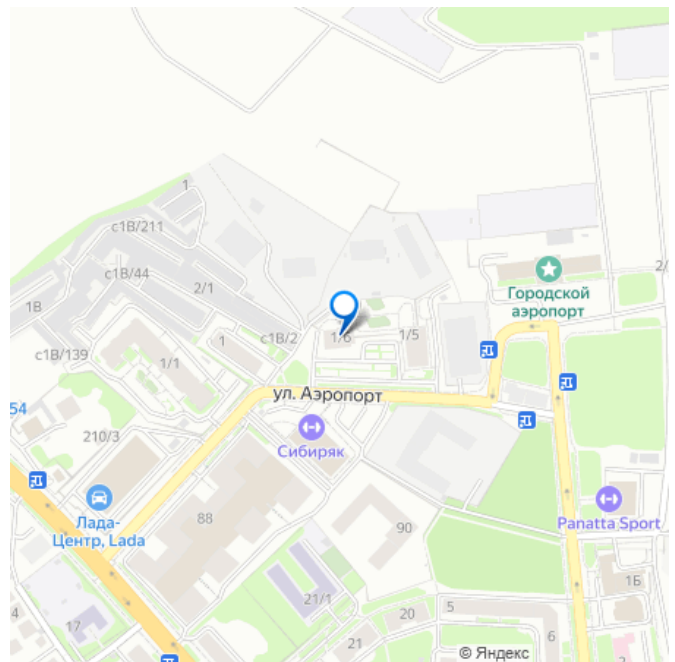 1
с1В/211
с1В/44
2/1
1В
с1В/139
1/1
1
с1В/2
1/6
1/5
Городской
аэропорт
2/
ул. Аэропорт
54
210/3
Сибиряк
Лада-
Центр, Lada
88
90
Panatta Sport
1Б
4
17
21/1
20
5
21
6
2
© Яндекс